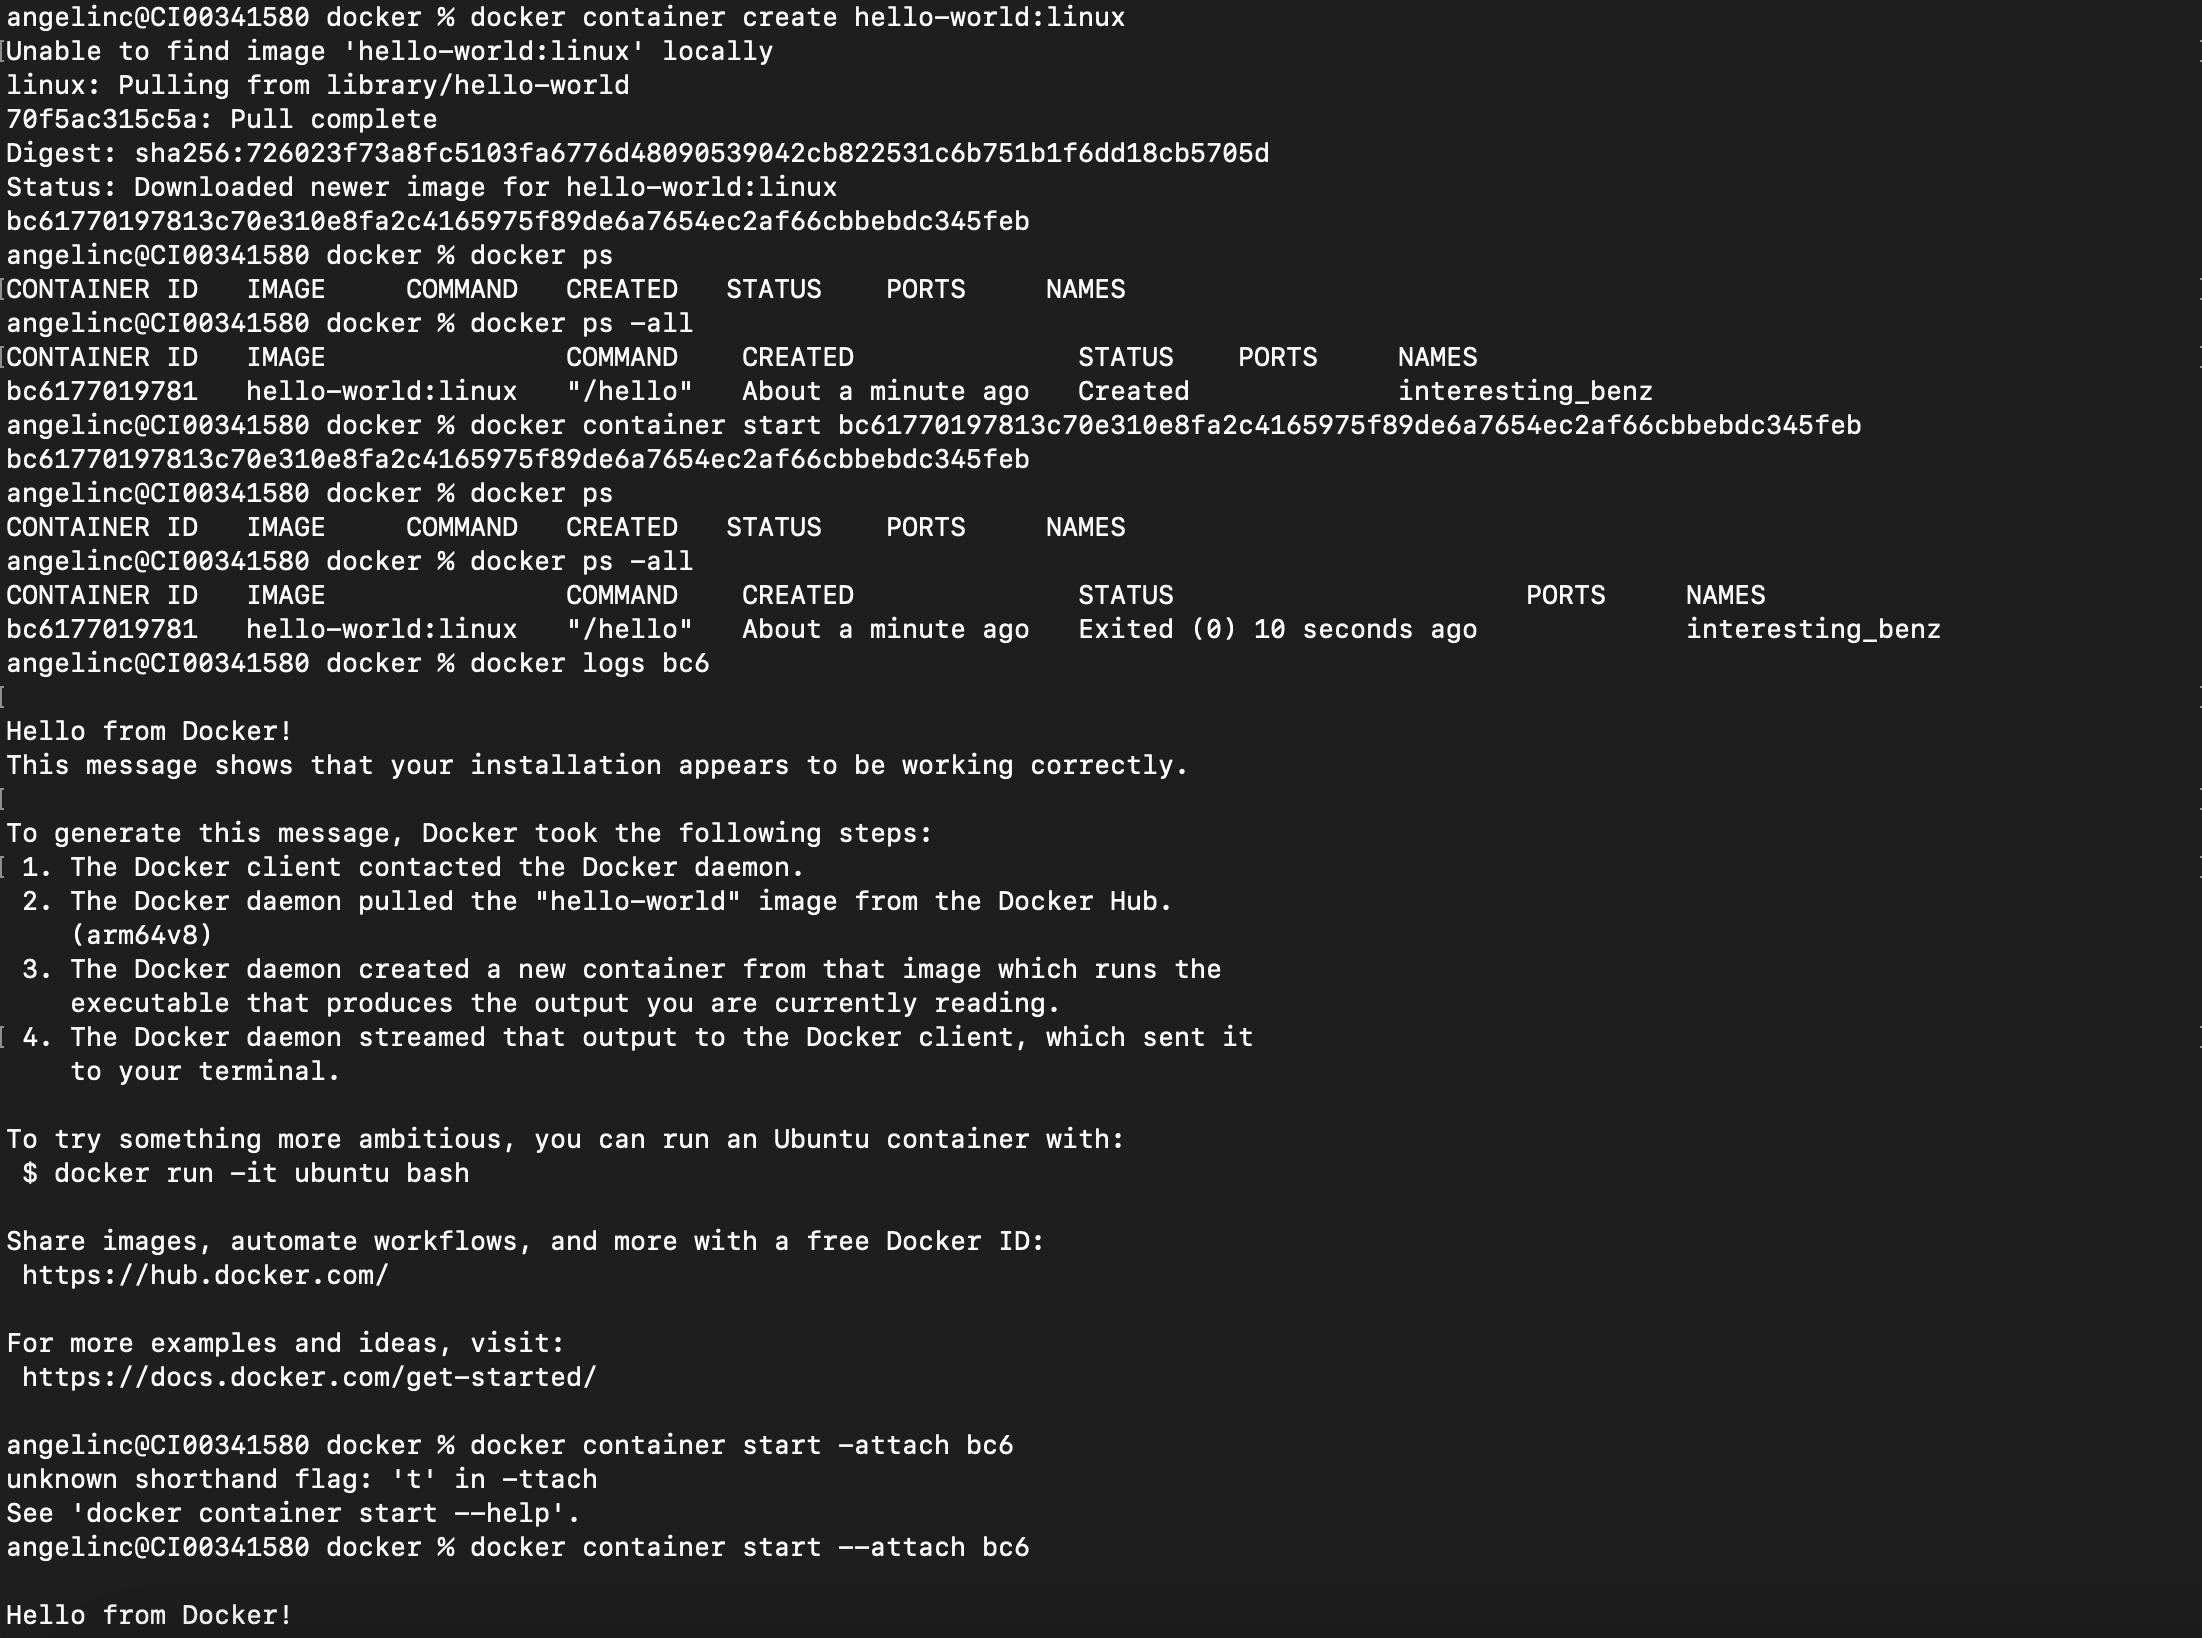 angelinc@CI00341580 docker % docker container create hello-world:linux
Unable to find image 'hello-world:linux' locally
linux: Pulling from library/hello-world
70f5ac315c5a: Pull complete
Digest: sha256:726023f73a8fc5103fa6776d48090539042cb822531c6b751b1f6dd18cb5705d
Status: Downloaded newer image for hello-world:linux
bc61770197813c70e310e8fa2c4165975f89de6a7654ec2af66cbbebdc345feb
angelinc@CI00341580 docker % docker ps
CONTAINER ID   IMAGE     COMMAND   CREATED   STATUS    PORTS     NAMES
angelinc@CI00341580 docker % docker ps -all
CONTAINER ID   IMAGE               COMMAND    CREATED              STATUS    PORTS     NAMES
bc6177019781   hello-world:linux   "/hello"   About a minute ago   Created             interesting_benz
angelinc@CI00341580 docker % docker container start bc61770197813c70e310e8fa2c4165975f89de6a7654ec2af66cbbebdc345feb
bc61770197813c70e310e8fa2c4165975f89de6a7654ec2af66cbbebdc345feb
angelinc@CI00341580 docker % docker ps
CONTAINER ID   IMAGE     COMMAND   CREATED   STATUS    PORTS     NAMES
angelinc@CI00341580 docker % docker ps -all
CONTAINER ID   IMAGE               COMMAND    CREATED              STATUS                      PORTS     NAMES
bc6177019781   hello-world:linux   "/hello"   About a minute ago   Exited (0) 10 seconds ago             interesting_benz
angelinc@CI00341580 docker % docker logs bc6

Hello from Docker!
This message shows that your installation appears to be working correctly.

To generate this message, Docker took the following steps:
 1. The Docker client contacted the Docker daemon.
 2. The Docker daemon pulled the "hello-world" image from the Docker Hub.
    (arm64v8)
 3. The Docker daemon created a new container from that image which runs the
    executable that produces the output you are currently reading.
 4. The Docker daemon streamed that output to the Docker client, which sent it
    to your terminal.

To try something more ambitious, you can run an Ubuntu container with:
 $ docker run -it ubuntu bash

Share images, automate workflows, and more with a free Docker ID:
 https://hub.docker.com/

For more examples and ideas, visit:
 https://docs.docker.com/get-started/

angelinc@CI00341580 docker % docker container start -attach bc6
unknown shorthand flag: 't' in -ttach
See 'docker container start --help'.
angelinc@CI00341580 docker % docker container start --attach bc6

Hello from Docker!